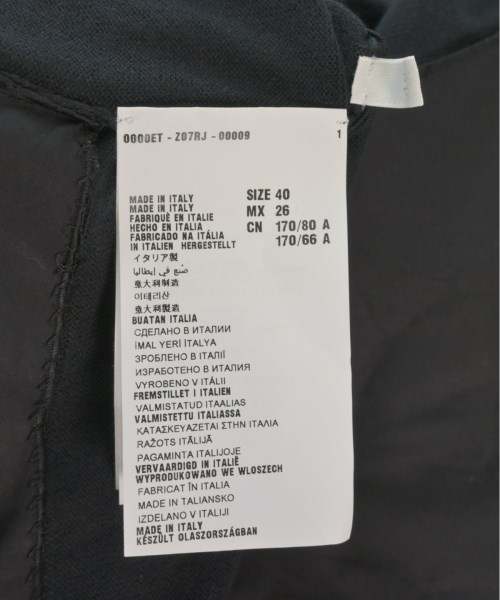 0000ET - Z07RJ - 00009 1
MADE IN ITALY SIZE 40
MADE IN ITALY MX 26
FABRIQUÉ EN ITALIE CN 170/80 A
HECHO EN ITALIA 170/66 A
FABRICADO NA ITÁLIA
IN ITALIEN HERGESTELLT
イタリア製
صُنع في إيطاليا
意大利制造
이태리산
意大利製造
BUATAN ITALIA
СДЕЛАНО В ИТАЛИИ
İMAL YERİ İTALYA
ЗРОБЛЕНО В ІТАЛІЇ
ИЗРАБОТЕНО В ИТАЛИЯ
VYROBENO V ITÁLII
FREMSTILLET I ITALIEN
VALMISTATUD ITAALIAS
VALMISTETTU ITALIASSA
ΚΑΤΑΣΚΕΥΑΖΕΤΑΙ ΣΤΗΝ ΙΤΑΛΙΑ
RAŽOTS ITĀLIJĀ
PAGAMINTA ITALIJOJE
VERVAARDIGD IN ITALIË
WYPRODUKOWANO WE WLOSZECH
FABRICAT ÎN ITALIA
MADE IN TALIANSKO
IZDELANO V ITALIJI
MADE IN ITALY
KÉSZÜLT OLASZORSZÁGBAN